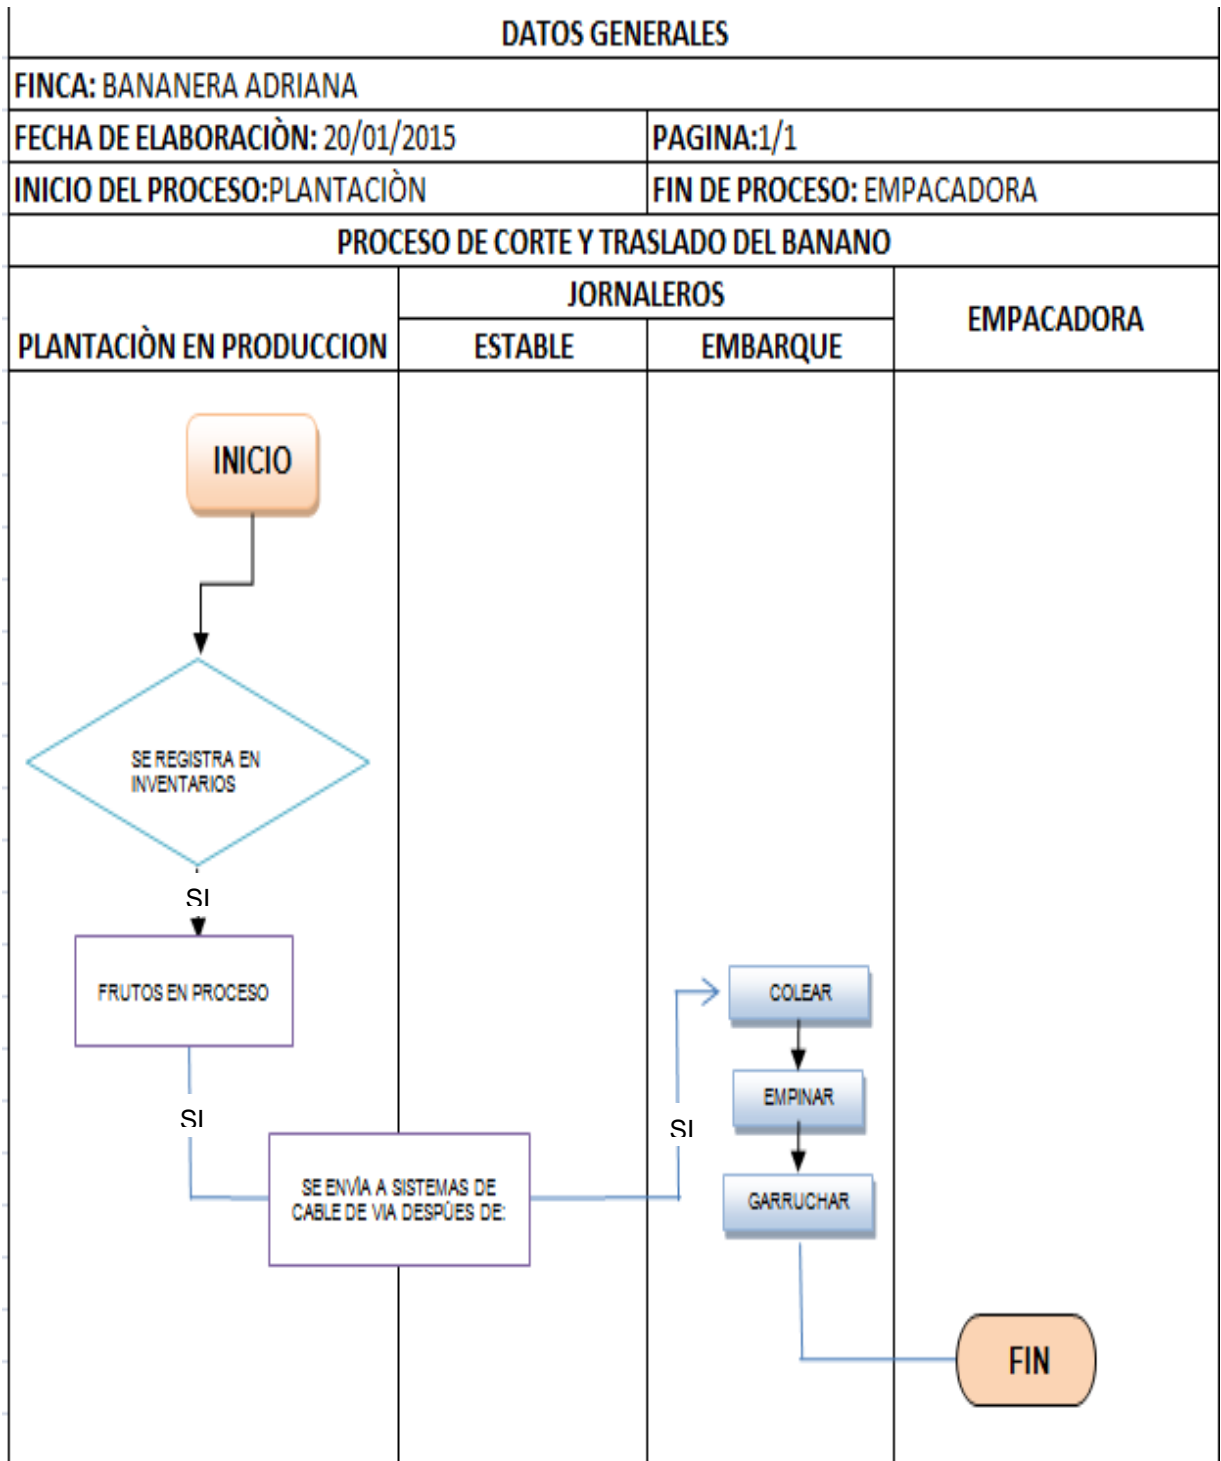 DATOS GENERALES
FINCA: BANANERA ADRIANA
FECHA DE ELABORACIÒN: 20/01/2015
PAGINA:1/1
INICIO DEL PROCESO:PLANTACIÒN
FIN DE PROCESO: EMPACADORA
PROCESO DE CORTE Y TRASLADO DEL BANANO
PLANTACIÒN EN PRODUCCION
JORNALEROS
ESTABLE
EMBARQUE
EMPACADORA
INICIO
SE REGISTRA EN
INVENTARIOS
SI
FRUTOS EN PROCESO
SI
SE ENVÌA A SISTEMAS DE
CABLE DE VIA DESPÙES DE:
SI
COLEAR
EMPINAR
GARRUCHAR
FIN